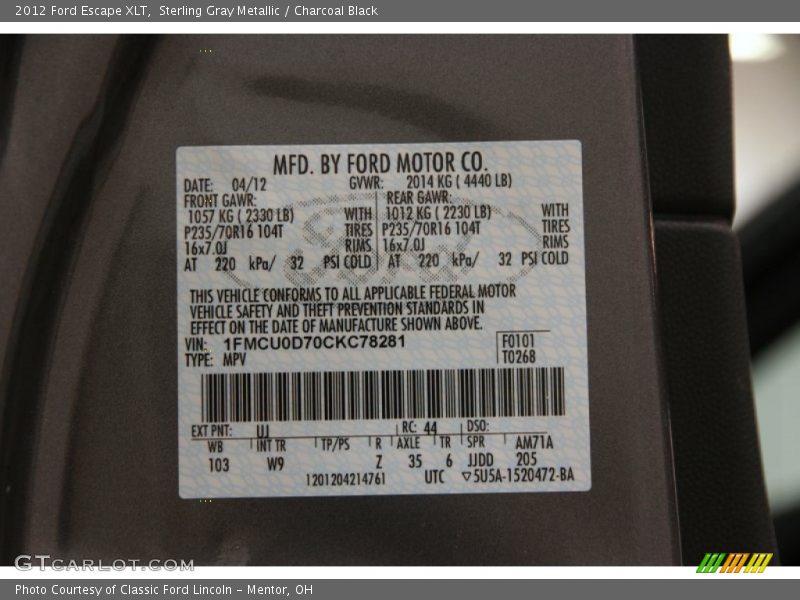 2012 Ford Escape XLT, Sterling Gray Metallic / Charcoal Black
MFD. BY FORD MOTOR CO.
DATE: 04/12 GVWR: 2014 KG ( 4440 LB)
FRONT GAWR: REAR GAWR:
1057 KG ( 2330 LB) WITH 1012 KG ( 2230 LB) WITH
P235/70R16 104T TIRES P235/70R16 104T TIRES
16x7.0J RIMS 16x7.0J RIMS
AT 220 kPa/ 32 PSI COLD AT 220 kPa/ 32 PSI COLD
THIS VEHICLE CONFORMS TO ALL APPLICABLE FEDERAL MOTOR
VEHICLE SAFETY AND THEFT PREVENTION STANDARDS IN
EFFECT ON THE DATE OF MANUFACTURE SHOWN ABOVE.
VIN: 1FMCU0D70CKC78281 F0101
TYPE: MPV T0268
EXT PNT: UJ RC: 44 DSO:
WB INT TR TP/PS R AXLE TR SPR AM71A
103 W9 Z 35 6 JJDD 205
1201204214761 UTC ▽5U5A-1520472-BA
GTCARLOT.COM
Photo Courtesy of Classic Ford Lincoln - Mentor, OH